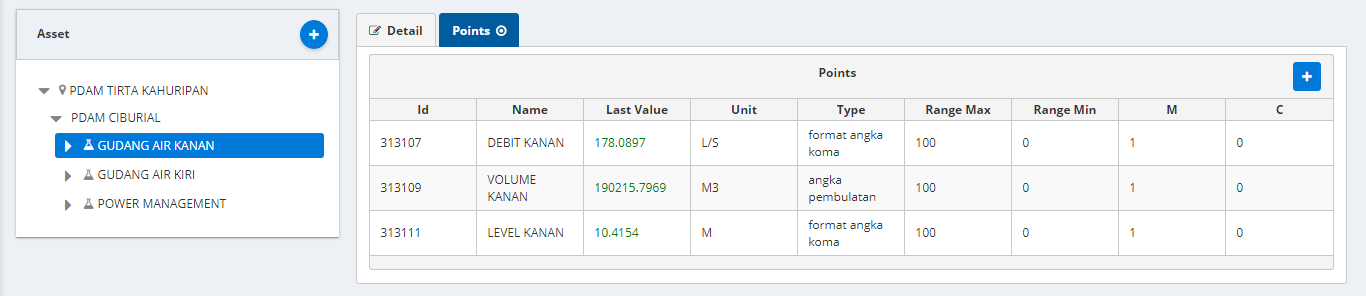 Asset
PDAM TIRTA KAHURIPAN
PDAM CIBURIAL
GUDANG AIR KANAN
GUDANG AIR KIRI
POWER MANAGEMENT
Detail Points
Points
Id Name Last Value Unit Type Range Max Range Min M C
313107 DEBIT KANAN 178.0897 L/S format angka koma 100 0 1 0
313109 VOLUME KANAN 190215.7969 M3 angka pembulatan 100 0 1 0
313111 LEVEL KANAN 10.4154 M format angka koma 100 0 1 0